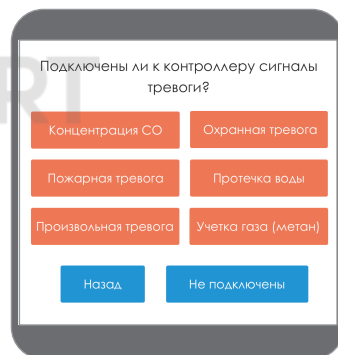 Подключены ли к контроллеру сигналы
тревоги?
Концентрация СО
Охранная тревога
Пожарная тревога
Протечка воды
Произвольная тревога
Учетка газа (метан)
Назад
Не подключены
RT